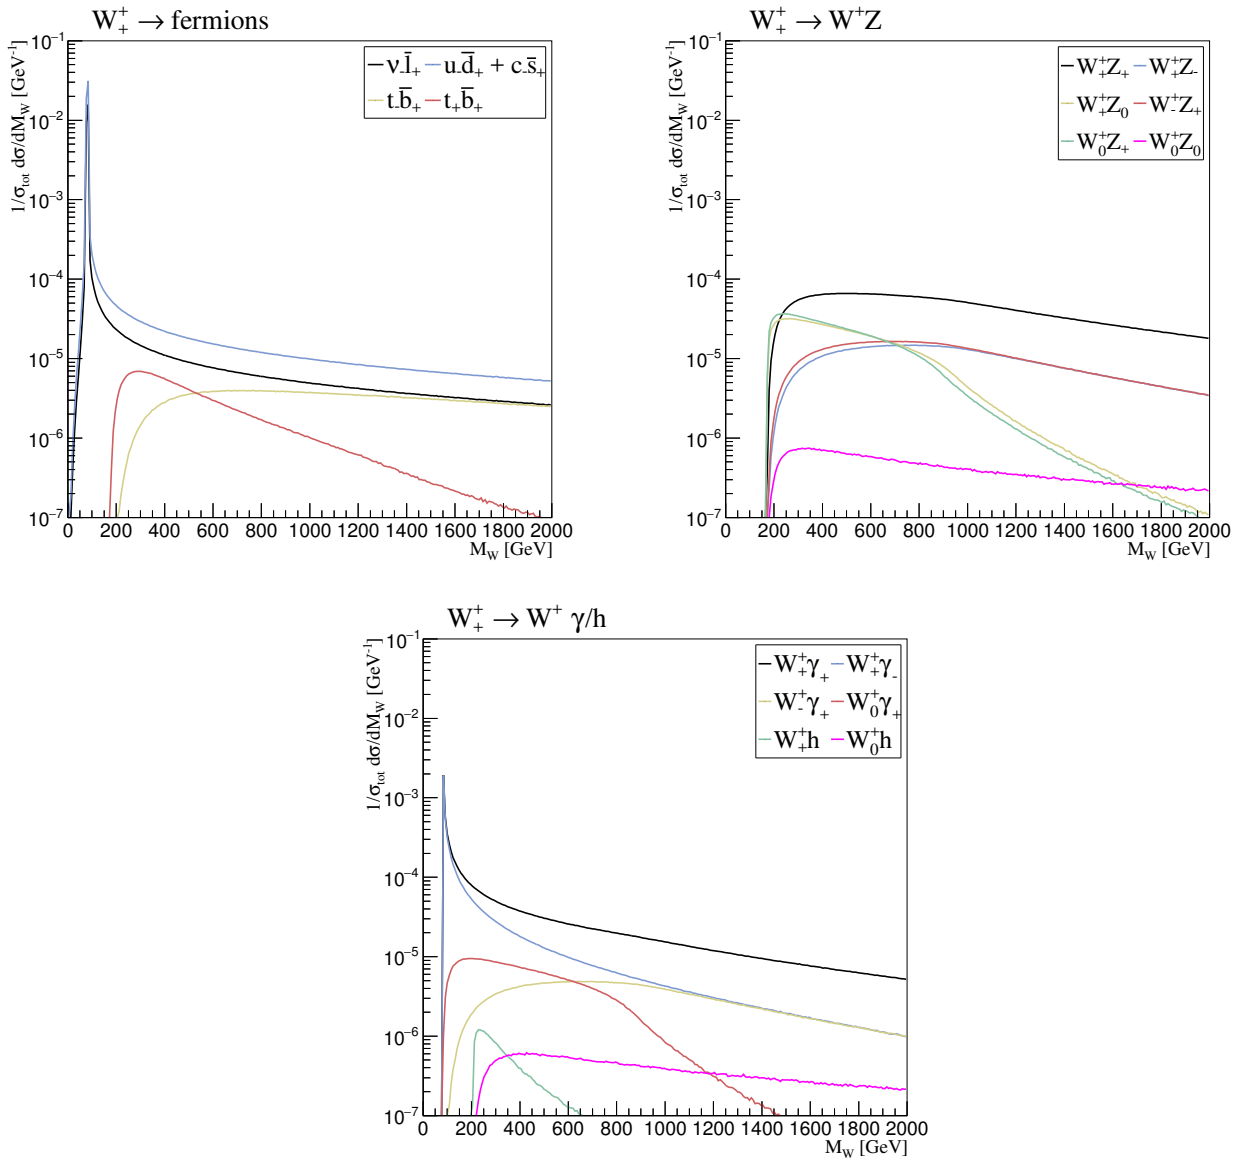 W₊⁺ → fermions
1/σ_tot dσ/dM_W [GeV⁻¹]
10⁻¹
10⁻²
10⁻³
10⁻⁴
10⁻⁵
10⁻⁶
10⁻⁷
ν₋l̅₊ u₋d̅₊ + c₋s̅₊
t₋b̅₊ t₊b̅₊
0 200 400 600 800 1000 1200 1400 1600 1800 2000
M_W [GeV]
W₊⁺ → W⁺Z
1/σ_tot dσ/dM_W [GeV⁻¹]
10⁻¹
10⁻²
10⁻³
10⁻⁴
10⁻⁵
10⁻⁶
10⁻⁷
W₊⁺Z₊ W₊⁺Z₋
W₊⁺Z₀ W₋⁺Z₊
W₀⁺Z₊ W₀⁺Z₀
0 200 400 600 800 1000 1200 1400 1600 1800 2000
M_W [GeV]
W₊⁺ → W⁺ γ/h
1/σ_tot dσ/dM_W [GeV⁻¹]
10⁻¹
10⁻²
10⁻³
10⁻⁴
10⁻⁵
10⁻⁶
10⁻⁷
W₊⁺γ₊ W₊⁺γ₋
W₋⁺γ₊ W₀⁺γ₊
W₊⁺h W₀⁺h
0 200 400 600 800 1000 1200 1400 1600 1800 2000
M_W [GeV]